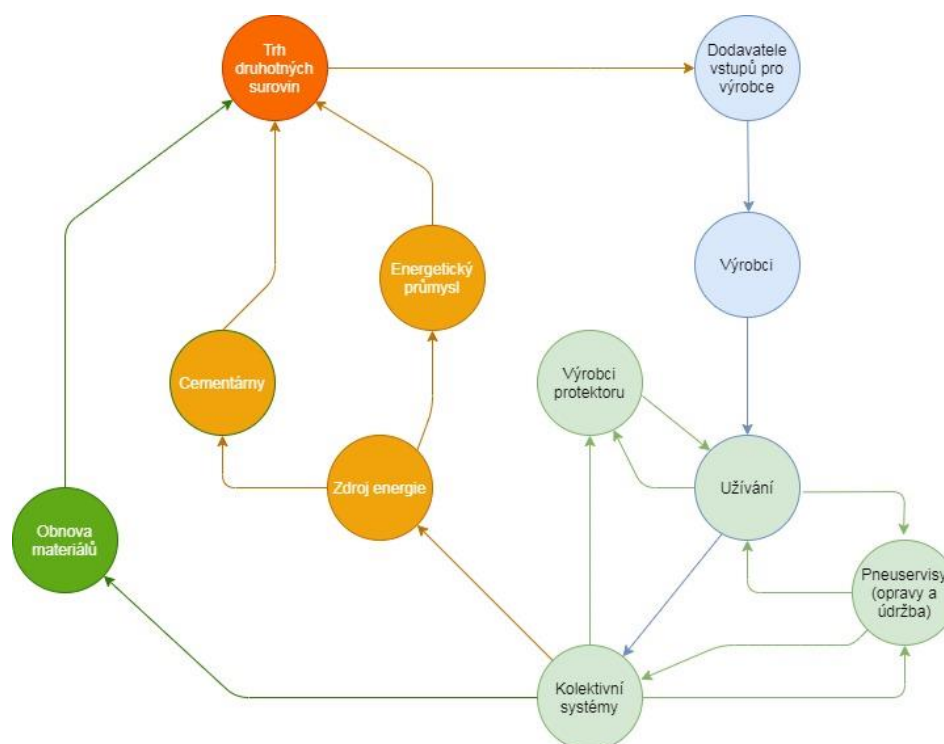 Trh
druhotných
surovin
Dodavatele
vstupů pro
výrobce
Energetický
průmysl
Výrobci
Cementárny
Výrobci
protektoru
Zdroj energie
Užívání
Obnova
materiálů
Pneuservisy
(opravy a
údržba)
Kolektivní
systémy